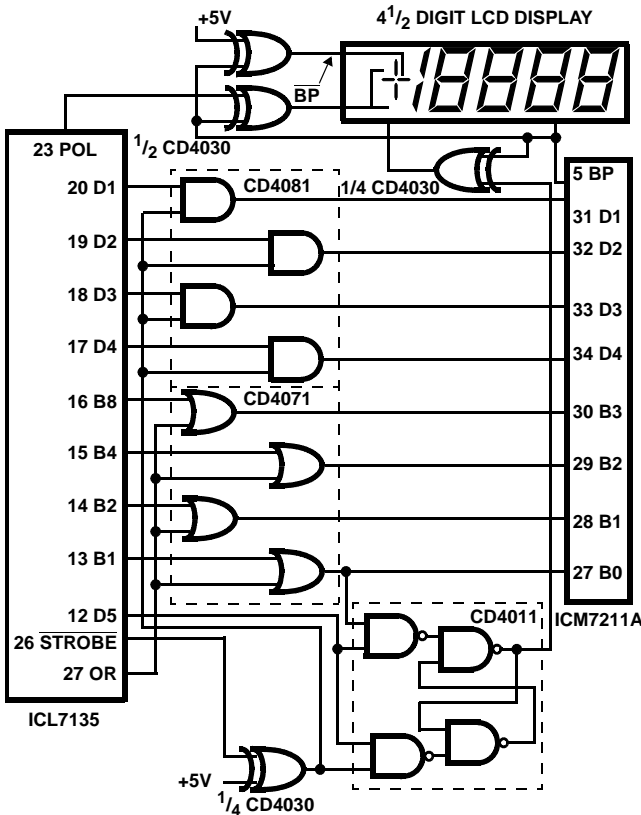 +5V
4 1/2 DIGIT LCD DISPLAY
BP
23 POL
1/2 CD4030
20 D1
CD4081
1/4 CD4030
5 BP
31 D1
19 D2
32 D2
18 D3
33 D3
17 D4
34 D4
16 B8
CD4071
30 B3
15 B4
29 B2
14 B2
28 B1
13 B1
27 B0
12 D5
CD4011
ICM7211A
26 STROBE
27 OR
ICL7135
+5V
1/4 CD4030